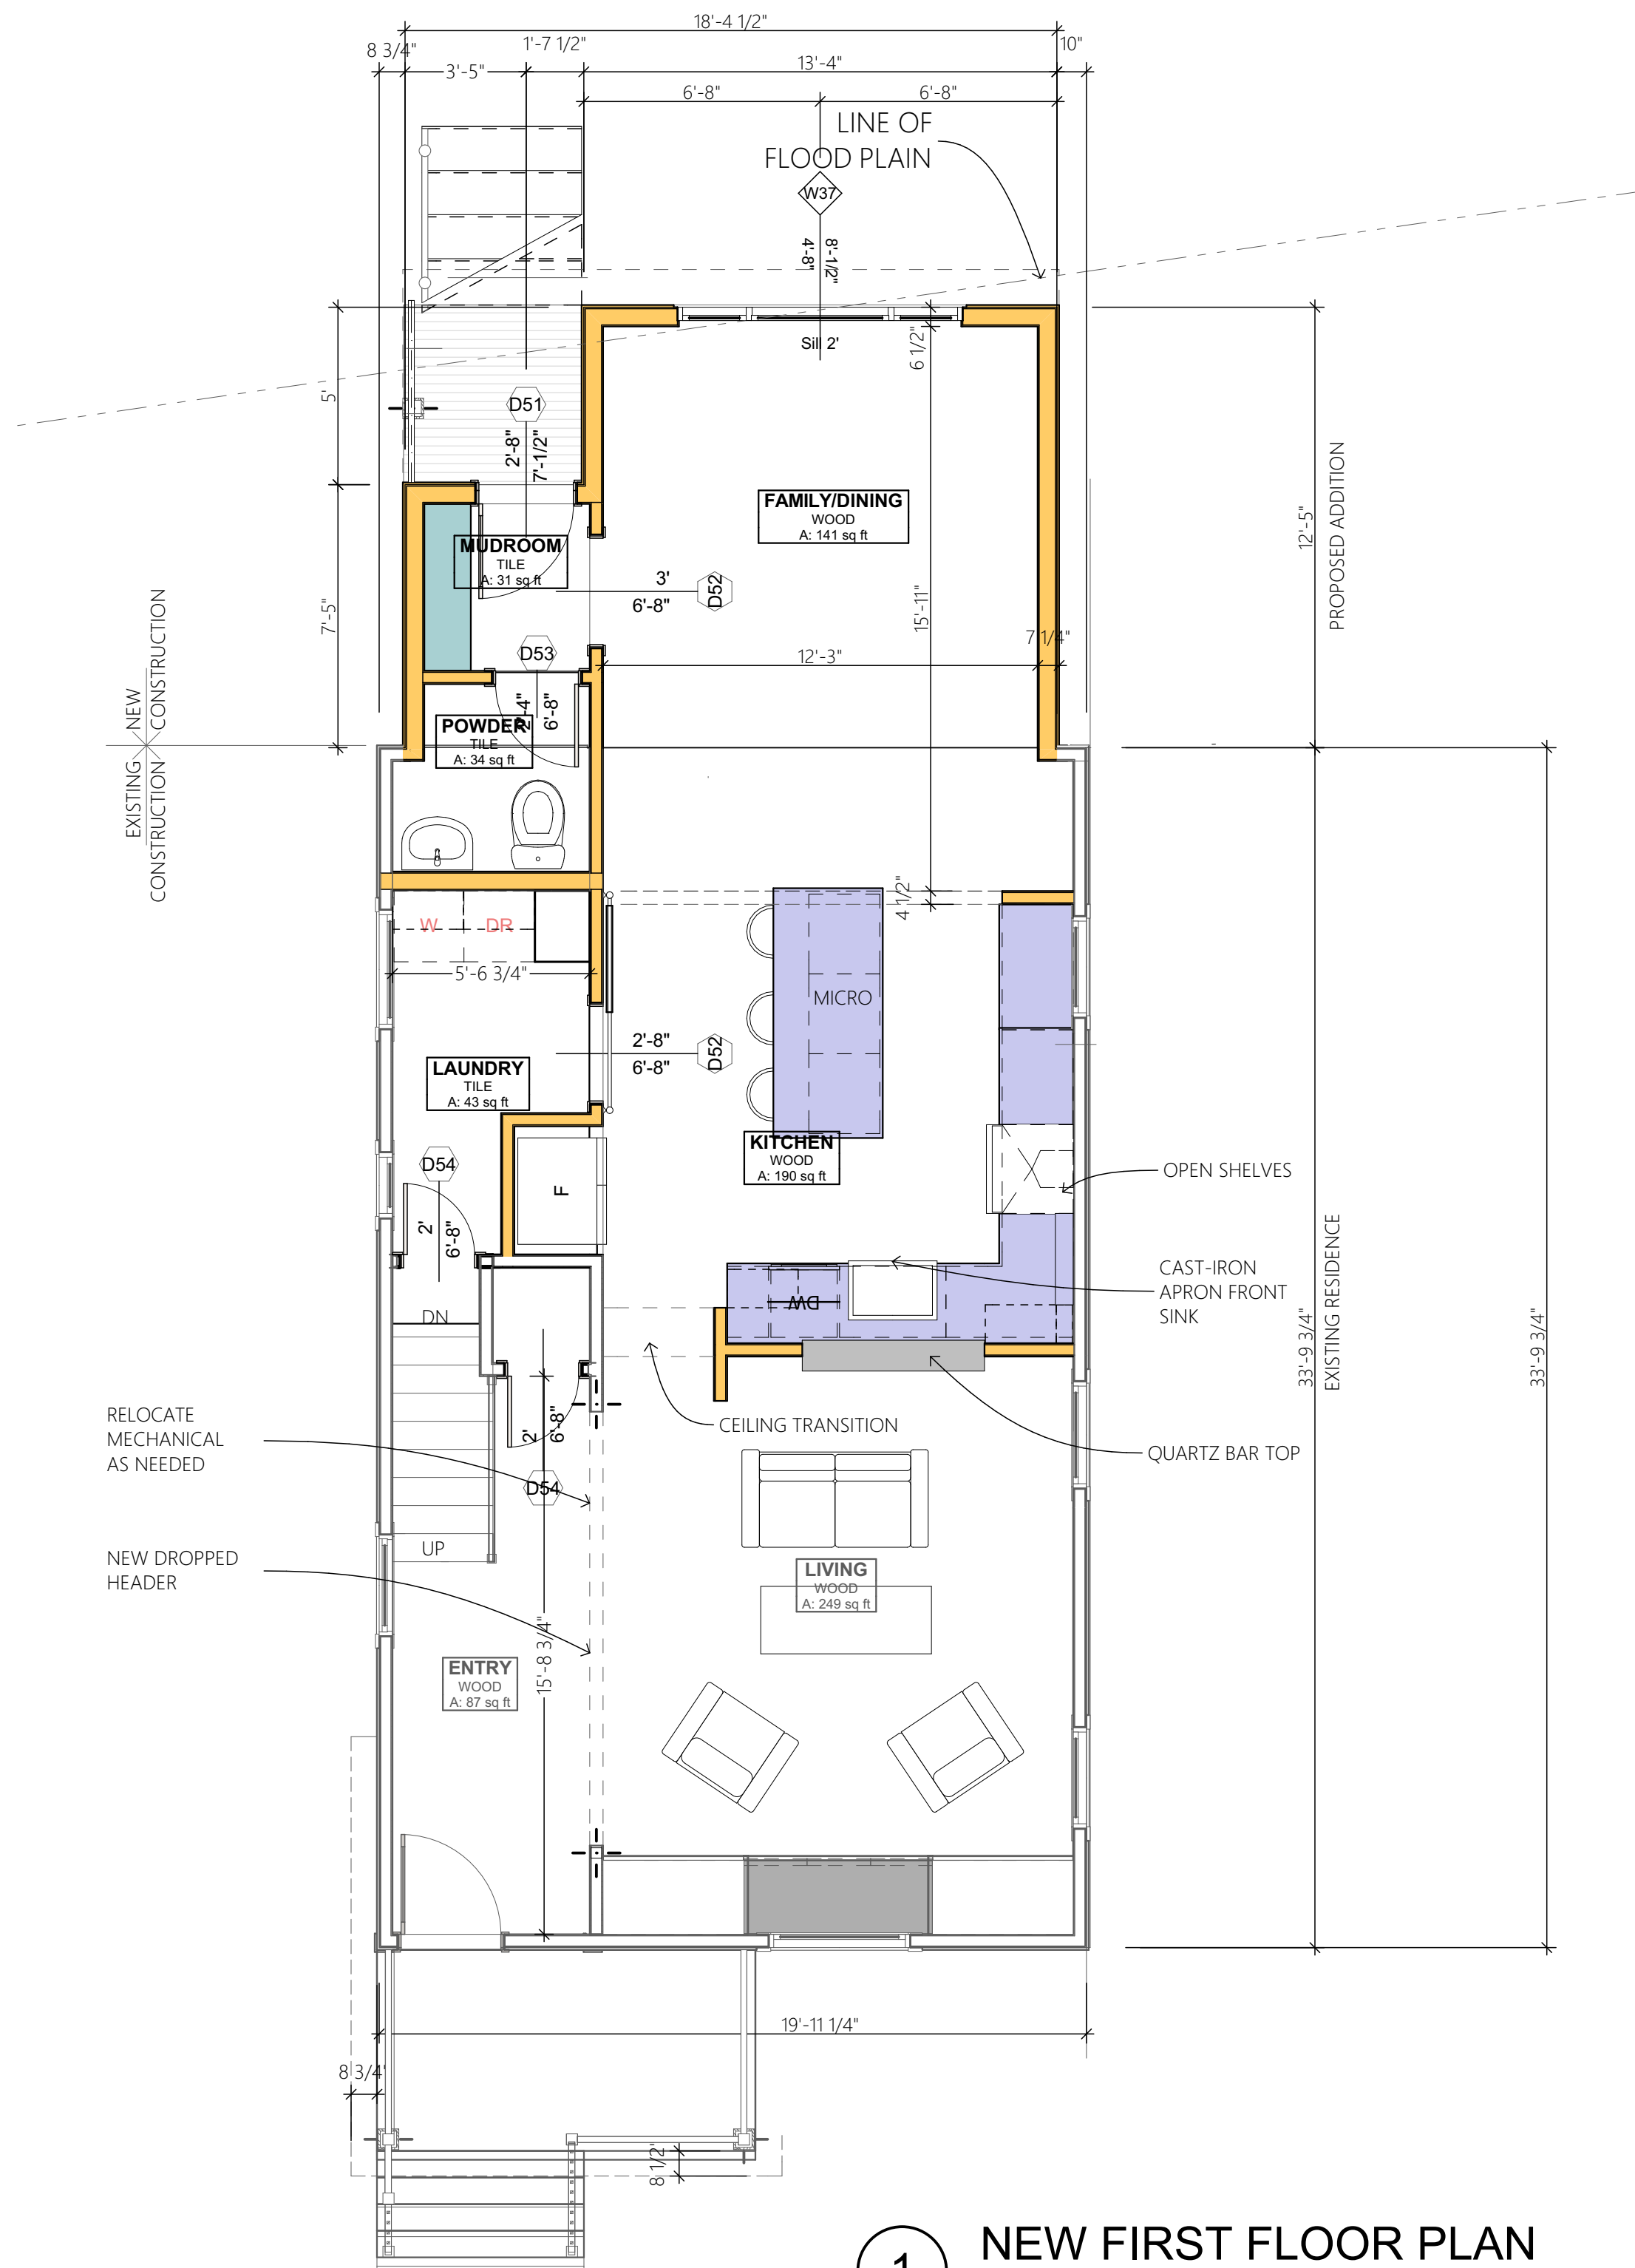 18'-4 1/2"
8 3/4"
1'-7 1/2"
10"
3'-5"
13'-4"
6'-8"
6'-8"
LINE OF
FLOOD PLAIN
W37
4'-8"
8'-1/2"
Sill 2'
6 1/2"
5'
D51
2'-8"
7'-1/2"
FAMILY/DINING
WOOD
A: 141 sq ft
12'-5"
PROPOSED ADDITION
MUDROOM
TILE
A: 31 sq ft
3'
6'-8"
D52
15'-11"
7'-5"
7 1/4"
D53
12'-3"
EXISTING
CONSTRUCTION
NEW
CONSTRUCTION
2'-4"
6'-8"
POWDER
TILE
A: 34 sq ft
4 1/2"
W
DR
5'-6 3/4"
MICRO
2'-8"
6'-8"
D52
LAUNDRY
TILE
A: 43 sq ft
KITCHEN
WOOD
A: 190 sq ft
D54
F
OPEN SHELVES
2'
6'-8"
CAST-IRON
APRON FRONT
SINK
DW
DN
33'-9 3/4"
EXISTING RESIDENCE
33'-9 3/4"
RELOCATE
MECHANICAL
AS NEEDED
CEILING TRANSITION
QUARTZ BAR TOP
2'
6'-8"
D54
UP
NEW DROPPED
HEADER
LIVING
WOOD
A: 249 sq ft
15'-8 3/4"
ENTRY
WOOD
A: 87 sq ft
19'-11 1/4"
8 3/4"
8 1/2"
1
NEW FIRST FLOOR PLAN